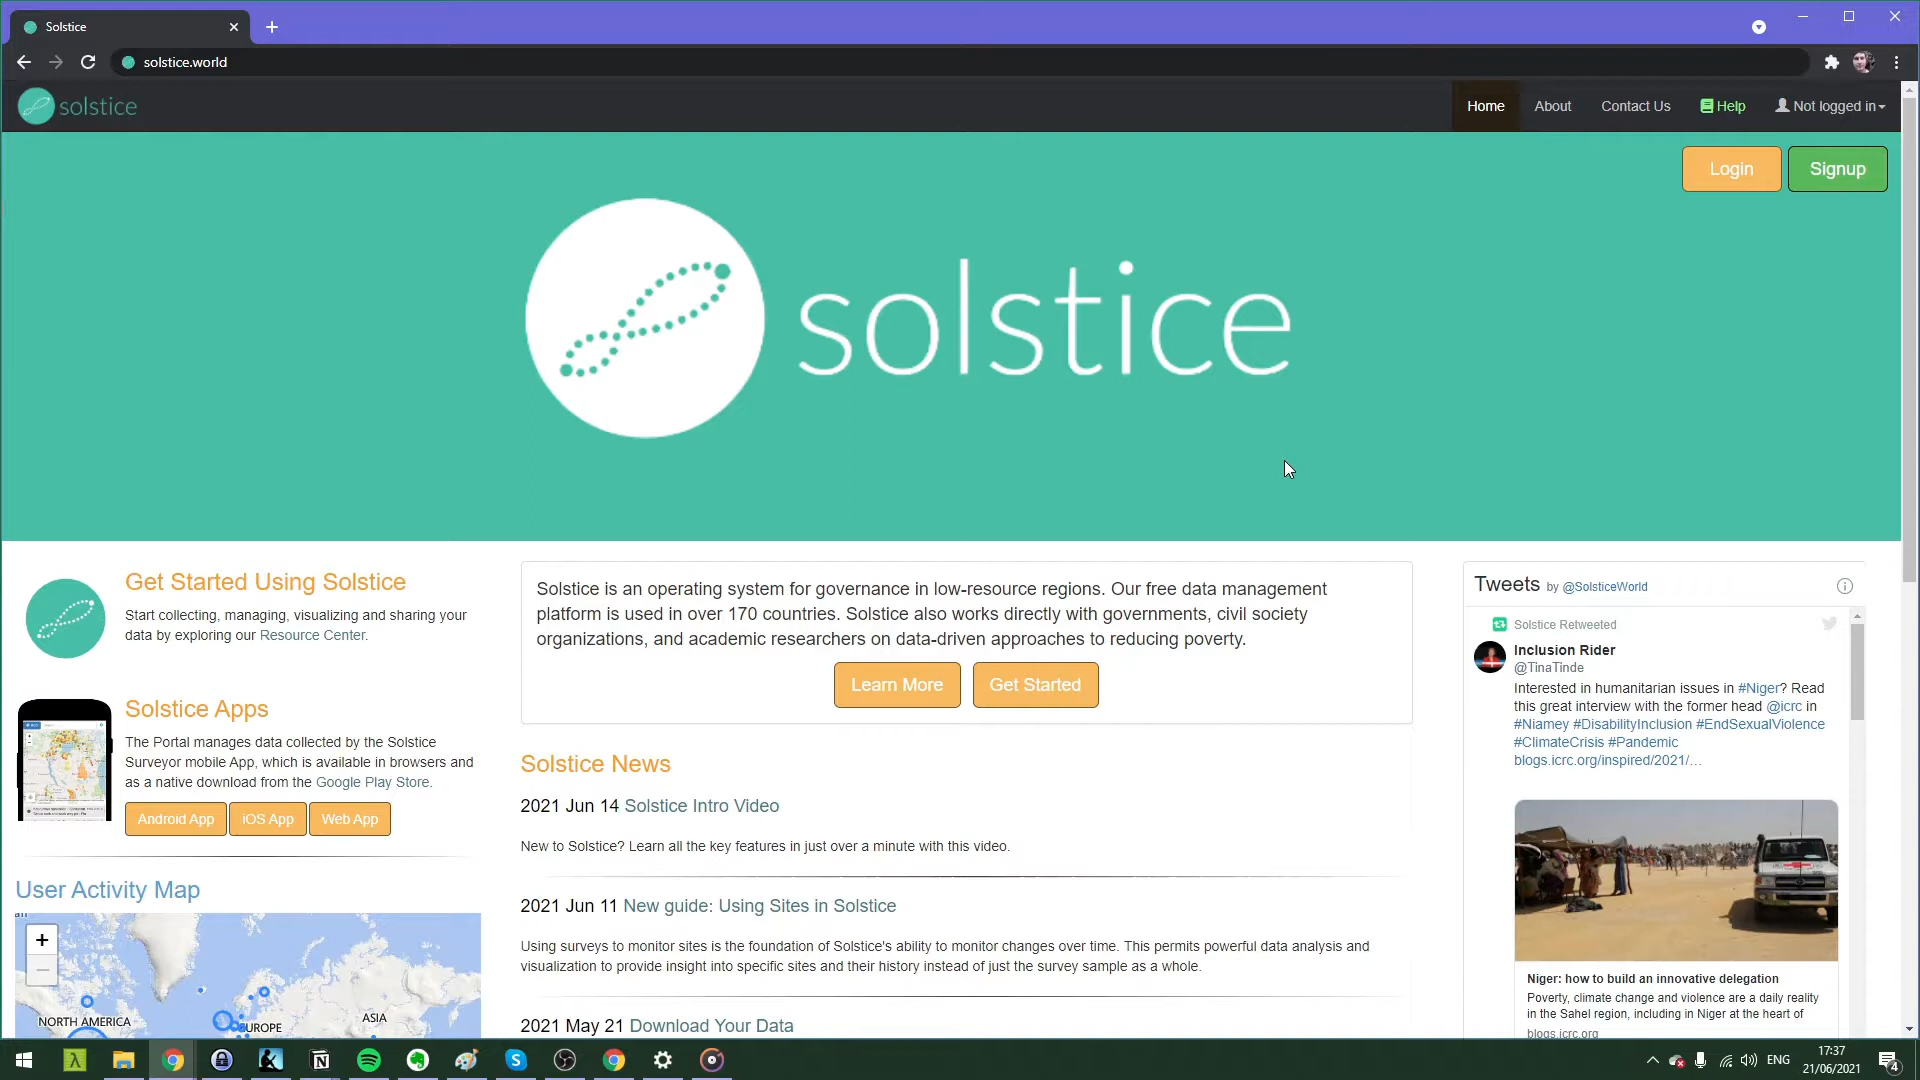 Solstice
solstice.world
solstice
Home
About
Contact Us
Help
Not logged in
Login
Signup
solstice
Get Started Using Solstice
Start collecting, managing, visualizing and sharing your
data by exploring our Resource Center.
Solstice Apps
The Portal manages data collected by the Solstice
Surveyor mobile App, which is available in browsers and
as a native download from the Google Play Store.
Android App
iOS App
Web App
User Activity Map
+
−
NORTH AMERICA
EUROPE
ASIA
Solstice is an operating system for governance in low-resource regions. Our free data management
platform is used in over 170 countries. Solstice also works directly with governments, civil society
organizations, and academic researchers on data-driven approaches to reducing poverty.
Learn More
Get Started
Solstice News
2021 Jun 14 Solstice Intro Video
New to Solstice? Learn all the key features in just over a minute with this video.
2021 Jun 11 New guide: Using Sites in Solstice
Using surveys to monitor sites is the foundation of Solstice's ability to monitor changes over time. This permits powerful data analysis and
visualization to provide insight into specific sites and their history instead of just the survey sample as a whole.
2021 May 21 Download Your Data
Tweets by @SolsticeWorld
Solstice Retweeted
Inclusion Rider
@TinaTinde
Interested in humanitarian issues in #Niger? Read
this great interview with the former head @icrc in
#Niamey #DisabilityInclusion #EndSexualViolence
#ClimateCrisis #Pandemic
blogs.icrc.org/inspired/2021/…
Niger: how to build an innovative delegation
Poverty, climate change and violence are a daily reality
in the Sahel region, including in Niger at the heart of
blogs.icrc.org
ENG
17:37
21/06/2021
4